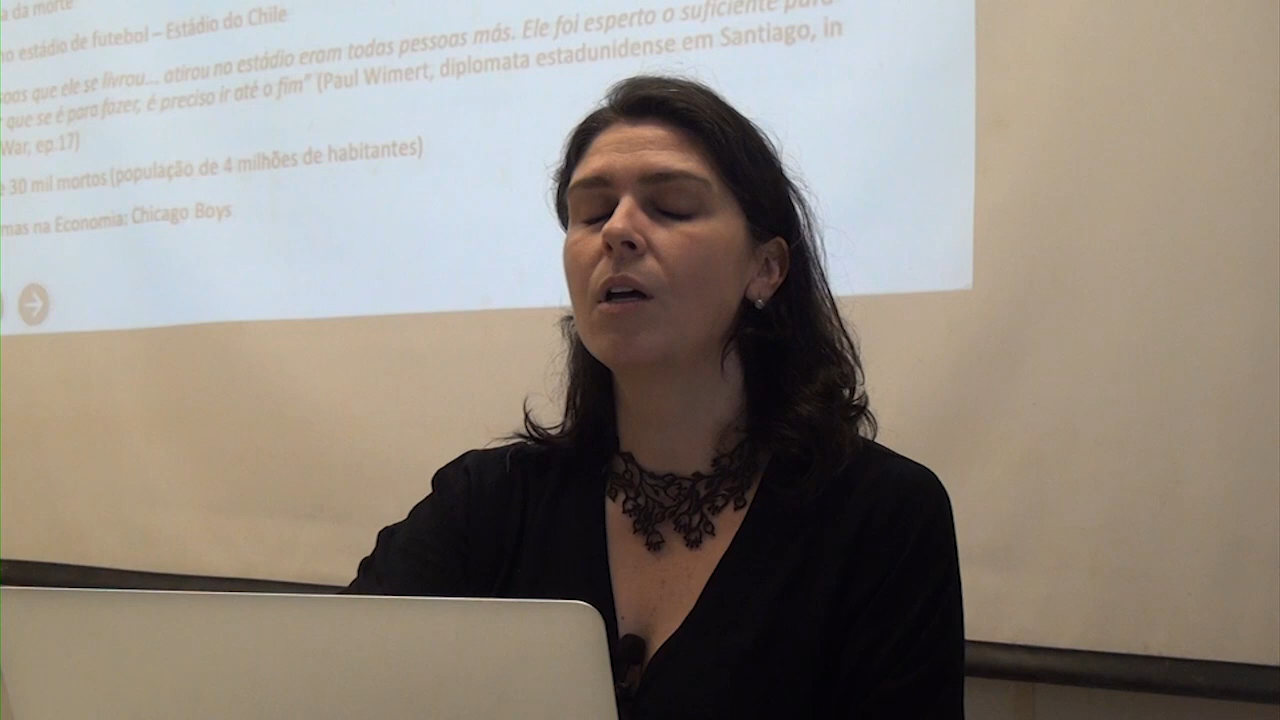 a da morte
no estádio de futebol – Estádio do Chile
soas que ele se livrou... atirou no estádio eram todas pessoas más. Ele foi esperto o suficiente para
r que se é para fazer, é preciso ir até o fim" (Paul Wimert, diplomata estadunidense em Santiago, in
War, ep.17)
e 30 mil mortos (população de 4 milhões de habitantes)
mas na Economia: Chicago Boys